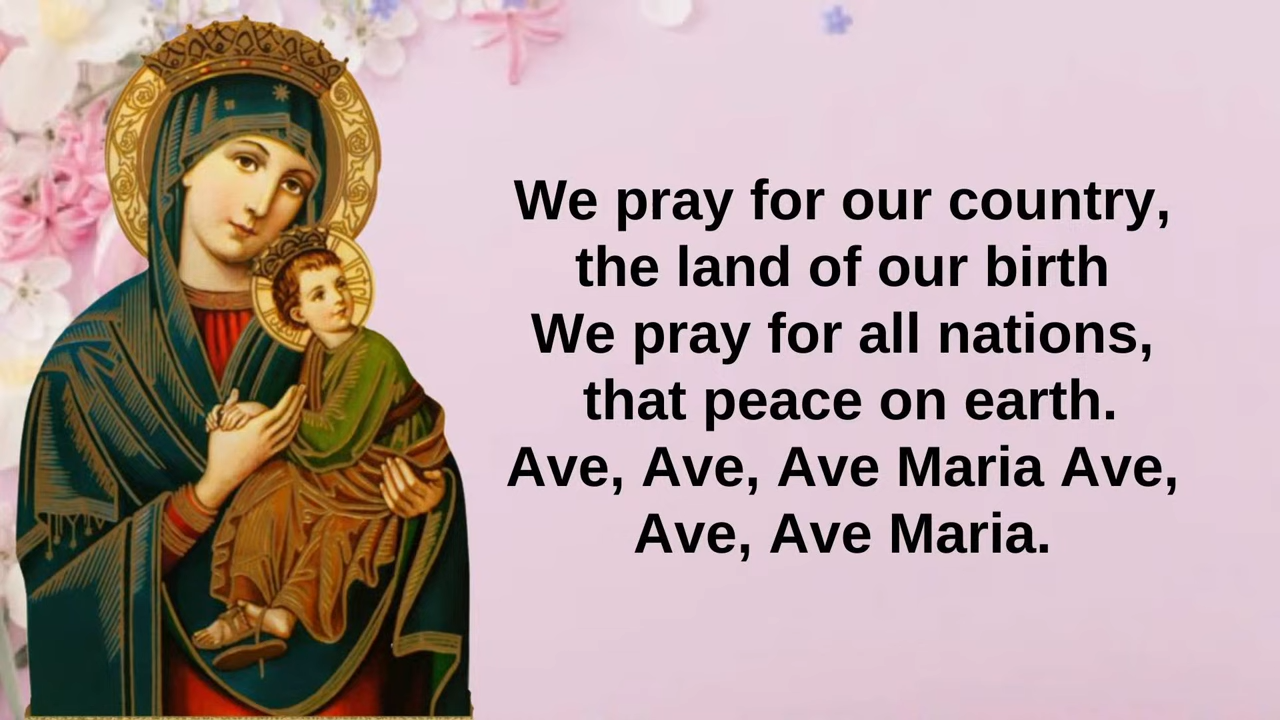 We pray for our country,
the land of our birth
We pray for all nations,
that peace on earth.
Ave, Ave, Ave Maria Ave,
Ave, Ave Maria.